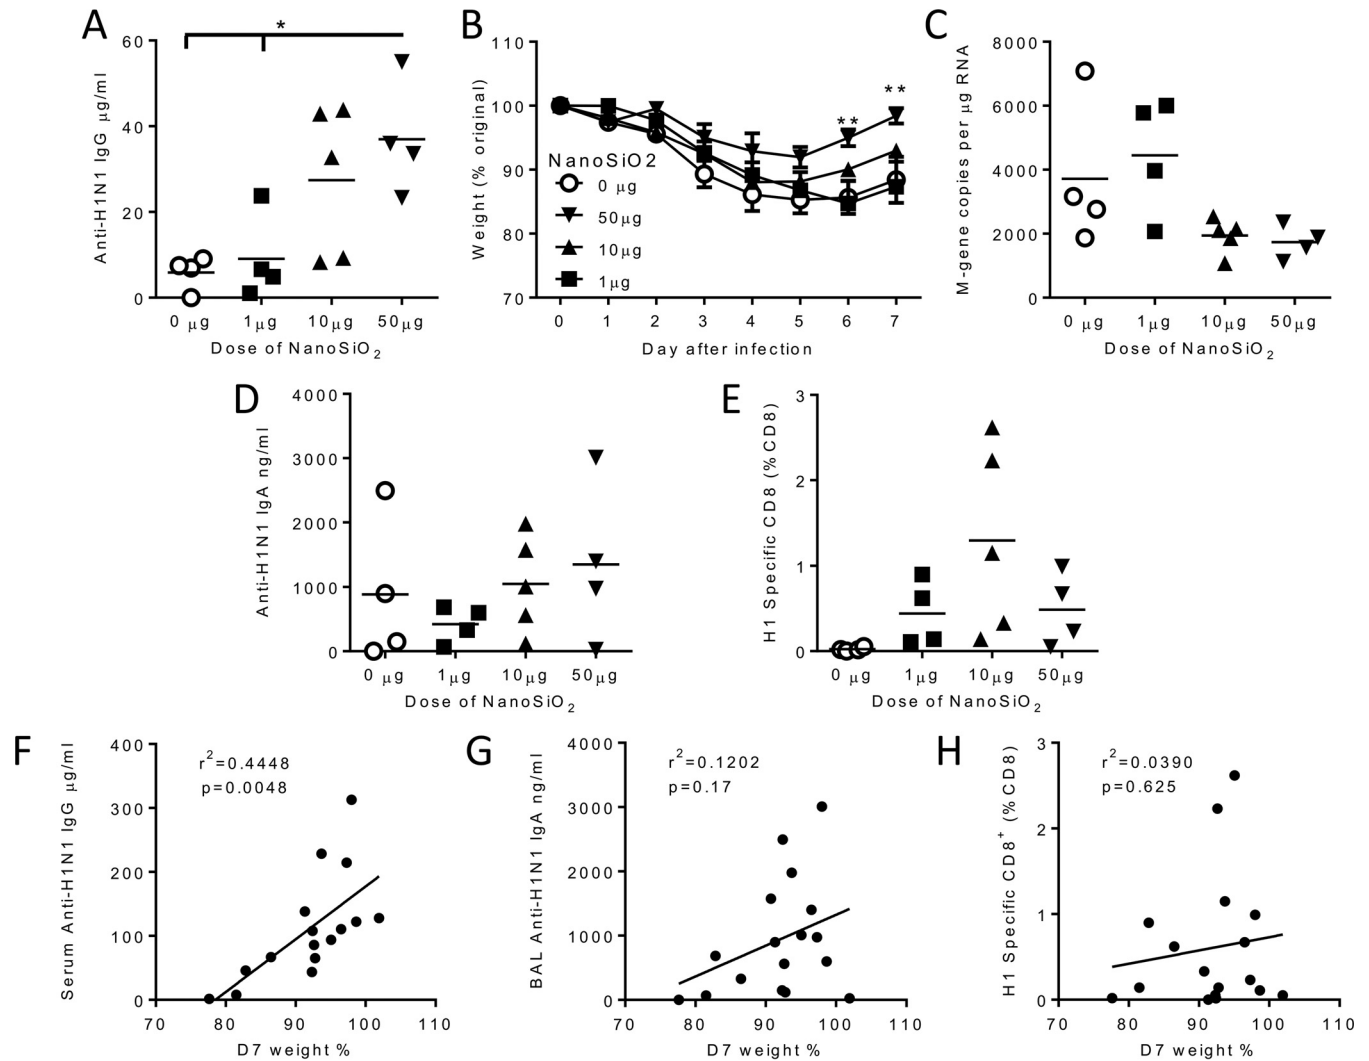 A
Anti-H1N1 IgG μg/ml
60
40
20
0
*
0 μg 1μg 10μg 50μg
Dose of NanoSiO2
B
Weight (% original)
110
100
90
80
70
NanoSiO2
0 μg
50μg
10μg
1μg
**
**
0 1 2 3 4 5 6 7
Day after infection
C
M-gene copies per μg RNA
8000
6000
4000
2000
0
0 μg 1μg 10μg 50μg
Dose of NanoSiO2
D
Anti-H1N1 IgA ng/ml
4000
3000
2000
1000
0
0 μg 1μg 10μg 50μg
Dose of NanoSiO2
E
H1 Specific CD8 (%CD8)
3
2
1
0
0 μg 1μg 10μg 50μg
Dose of NanoSiO2
F
Serum Anti-H1N1 IgG μg/ml
400
300
200
100
0
r2=0.4448
p=0.0048
70 80 90 100 110
D7 weight %
G
BAL Anti-H1N1 IgA ng/ml
4000
3000
2000
1000
0
r2=0.1202
p=0.17
70 80 90 100 110
D7 weight %
H
H1 Specific CD8+ (%CD8)
3
2
1
0
r2=0.0390
p=0.625
70 80 90 100 110
D7 weight %